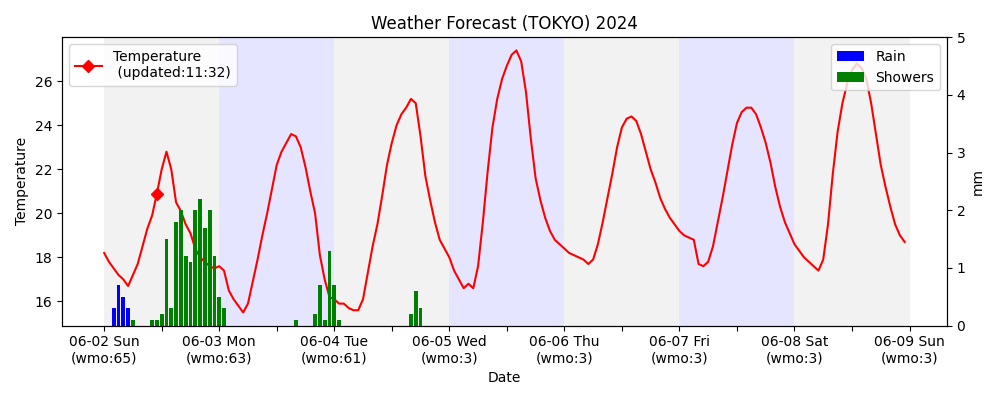 Weather Forecast (TOKYO) 2024
Temperature
(updated:11:32)
Rain
Showers
Temperature
26
24
22
20
18
16
5
4
3
2
1
0
mm
06-02 Sun
(wmo:65)
06-03 Mon
(wmo:63)
06-04 Tue
(wmo:61)
06-05 Wed
(wmo:3)
06-06 Thu
(wmo:3)
06-07 Fri
(wmo:3)
06-08 Sat
(wmo:3)
06-09 Sun
(wmo:3)
Date